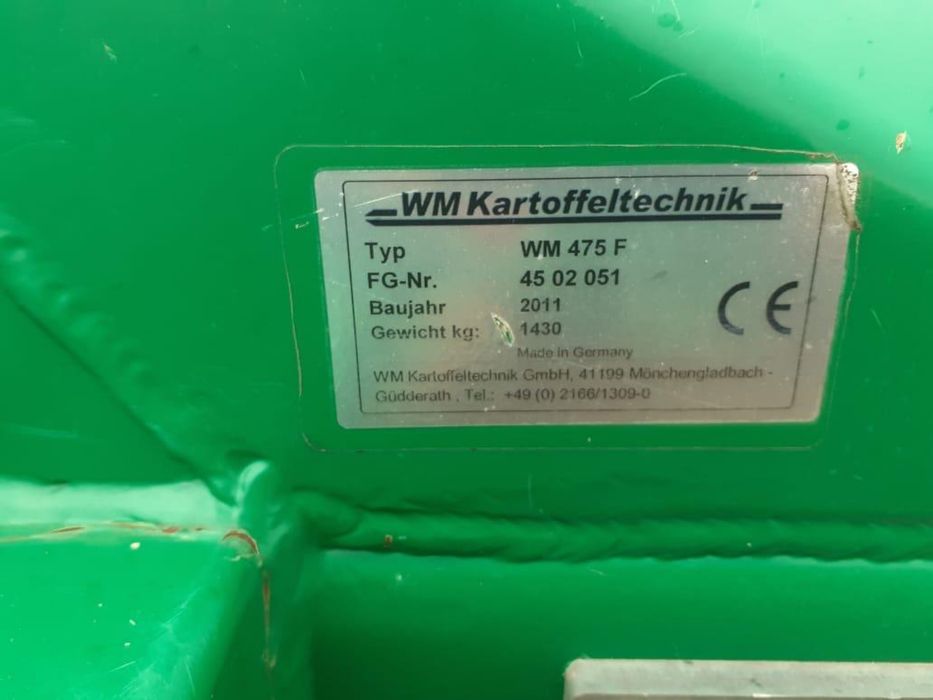 WM Kartoffeltechnik
Typ WM 475 F
FG-Nr. 45 02 051
Baujahr 2011
Gewicht kg: 1430
CE
Made in Germany
WM Kartoffeltechnik GmbH, 41199 Mönchengladbach -
Güdderath , Tel.: +49 (0) 2166/1309-0